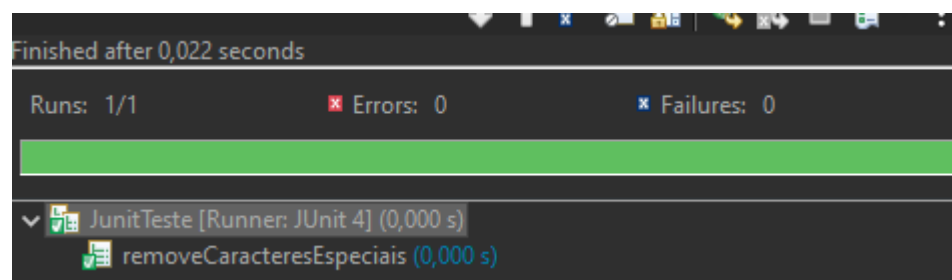 Finished after 0,022 seconds
Runs: 1/1 Errors: 0 Failures: 0
JunitTeste [Runner: JUnit 4] (0,000 s)
removeCaracteresEspeciais (0,000 s)